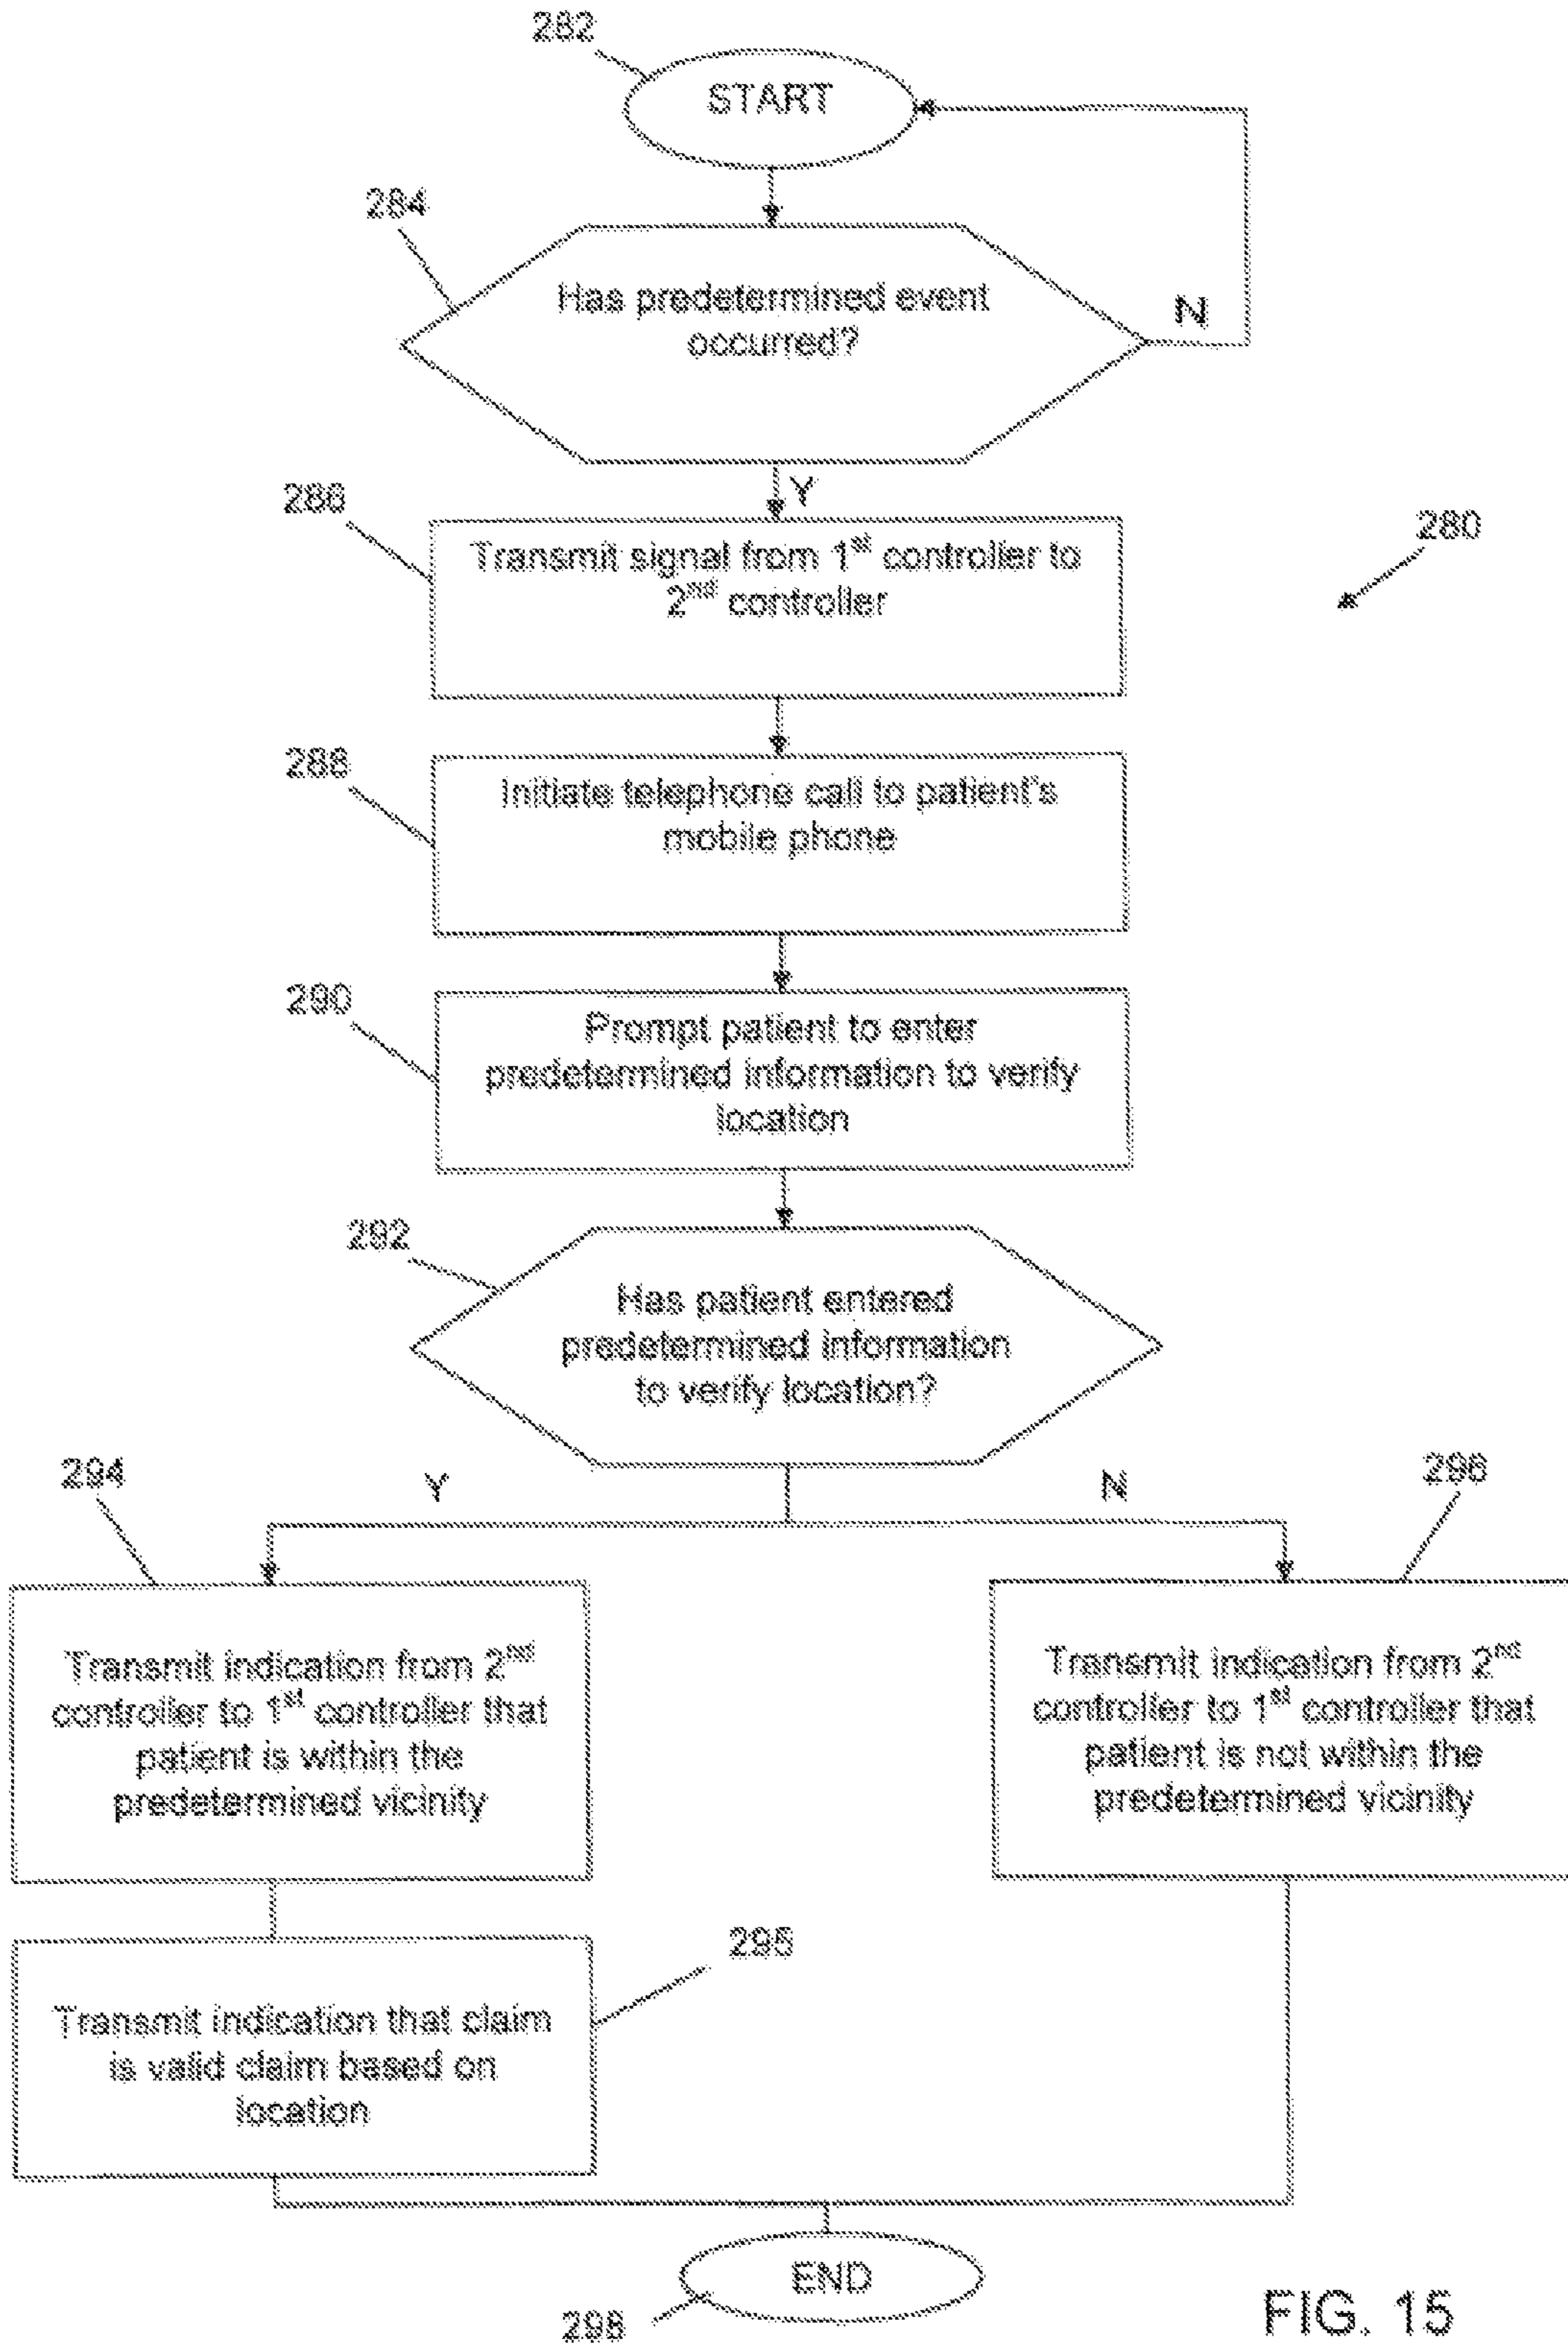 282
START
284
Has predetermined event
occurred?
N
Y
286
Transmit signal from 1st controller to
2nd controller
280
288
Initiate telephone call to patient's
mobile phone
290
Prompt patient to enter
predetermined information to verify
location
292
Has patient entered
predetermined information
to verify location?
294
Y
N
296
Transmit indication from 2nd
controller to 1st controller that
patient is within the
predetermined vicinity
Transmit indication from 2nd
controller to 1st controller that
patient is not within the
predetermined vicinity
295
Transmit indication that claim
is valid claim based on
location
END
298
FIG. 15